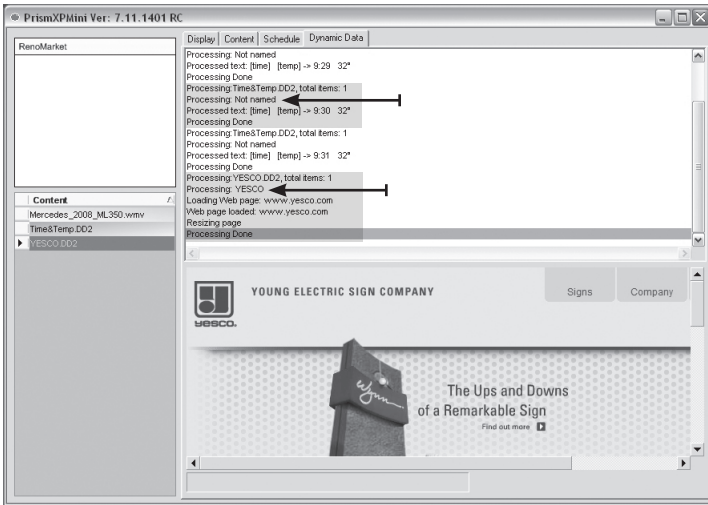 PrismXPMini Ver: 7.11.1401 RC
RenoMarket
Content
Mercedes_2008_ML350.wmv
Time&Temp.DD2
YESCO.DD2
Display Content Schedule Dynamic Data
Processing: Not named
Processed text: [time] [temp] -> 9:29 32°
Processing Done
Processing:Time&Temp.DD2, total items: 1
Processing: Not named
Processed text: [time] [temp] -> 9:30 32°
Processing Done
Processing:Time&Temp.DD2, total items: 1
Processing: Not named
Processed text: [time] [temp] -> 9:31 32°
Processing Done
Processing:YESCO.DD2, total items: 1
Processing: YESCO
Loading Web page: www.yesco.com
Web page loaded: www.yesco.com
Resizing page
Processing Done
yesco.
YOUNG ELECTRIC SIGN COMPANY
Signs Company
Wynn
The Ups and Downs
of a Remarkable Sign
Find out more